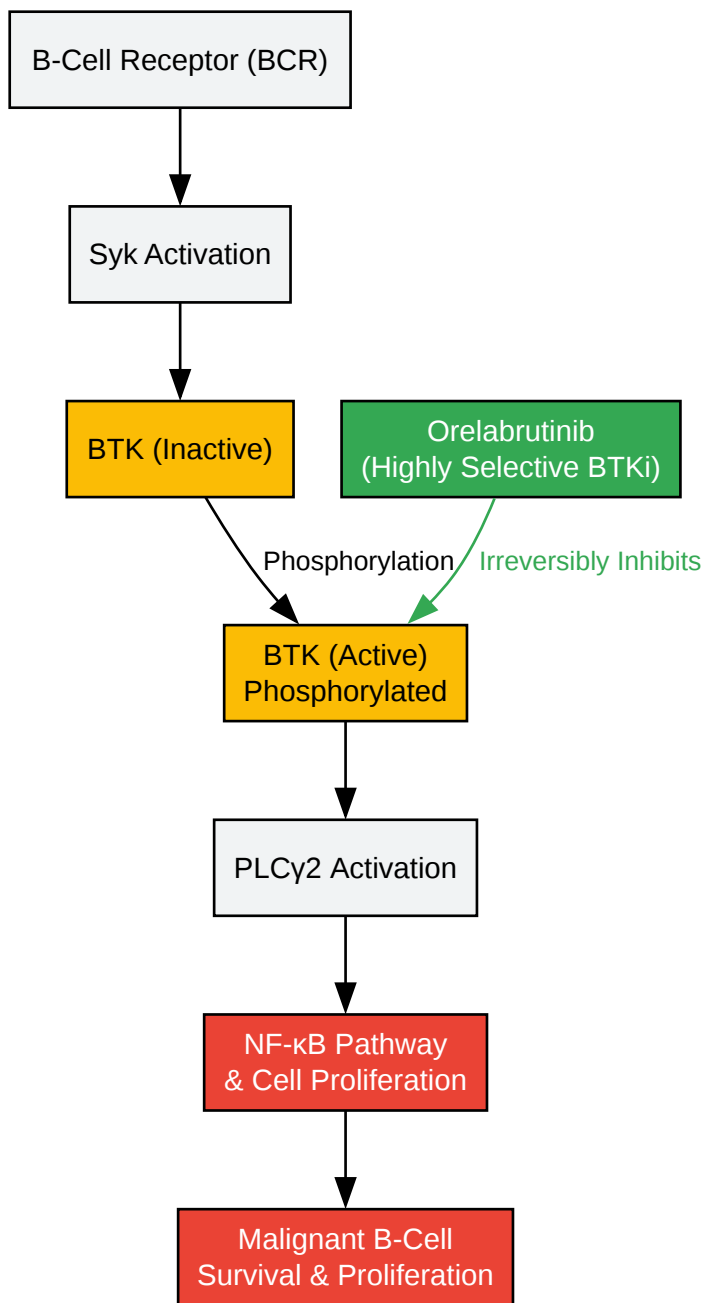 B-Cell Receptor (BCR)
Syk Activation
BTK (Inactive)
Orelabrutinib
(Highly Selective BTKi)
Phosphorylation
Irreversibly Inhibits
BTK (Active)
Phosphorylated
PLCγ2 Activation
NF-κB Pathway
& Cell Proliferation
Malignant B-Cell
Survival & Proliferation